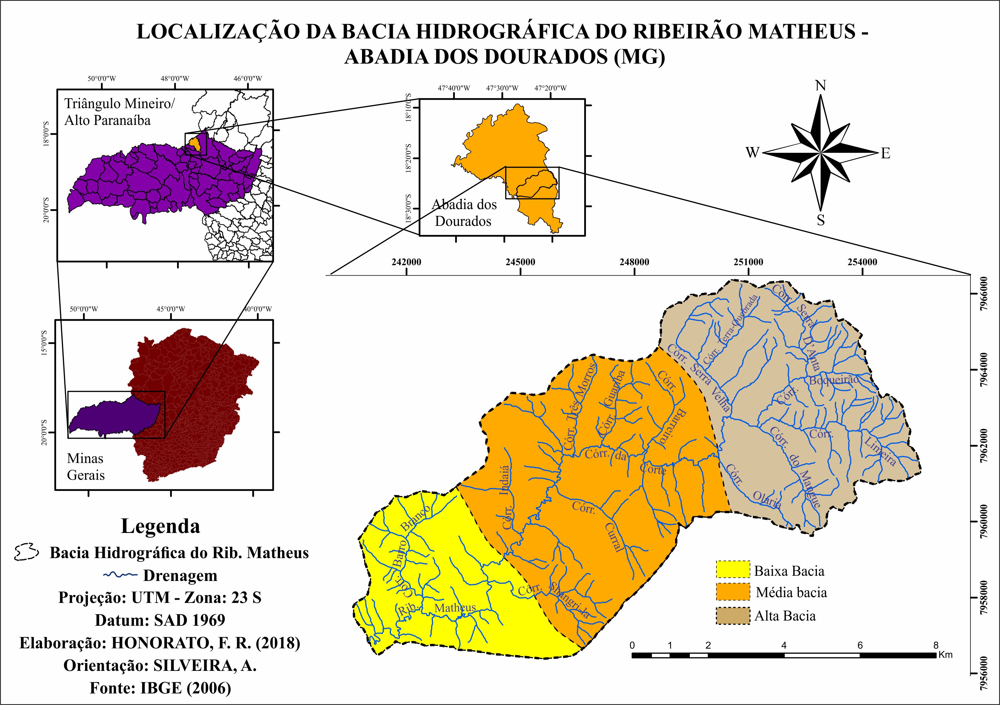 LOCALIZAÇÃO DA BACIA HIDROGRÁFICA DO RIBEIRÃO MATHEUS -
ABADIA DOS DOURADOS (MG)
50°0'0"W 48°0'0"W 46°0'0"W
18°0'0"S
20°0'0"S
Triângulo Mineiro/
Alto Paranaíba
47°40'0"W 47°30'0"W 47°20'0"W
18°10'0"S
18°20'0"S
18°30'0"S
Abadia dos
Dourados
N
W
E
S
50°0'0"W 45°0'0"W 40°0'0"W
15°0'0"S
20°0'0"S
Minas
Gerais
242000 245000 248000 251000 254000
7966000
7964000
7962000
7960000
7958000
7956000
Córr. Serra D'Anta
Córr. Terra-Quebrada
Córr. Serra Velha
Córr. Boqueirão
Córr. Limeira
Córr. do Mangue
Córr. Olaria
Córr. Três Morros
Córr. Guariba
Córr. Barreiro
Córr. da Corte
Córr. Indaiá
Córr. Curral
Córr. Shangri-la
Barro Branco
Rib. Matheus
Legenda
Bacia Hidrográfica do Rib. Matheus
Drenagem
Projeção: UTM - Zona: 23 S
Datum: SAD 1969
Elaboração: HONORATO, F. R. (2018)
Orientação: SILVEIRA, A.
Fonte: IBGE (2006)
Baixa Bacia
Média bacia
Alta Bacia
0 1 2 4 6 8
Km